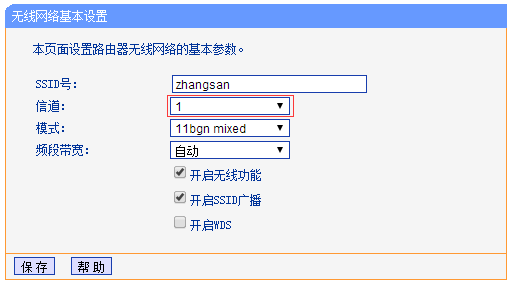 无线网络基本设置
本页面设置路由器无线网络的基本参数。
SSID号: zhangsan
信道: 1
模式: 11bgn mixed
频段带宽: 自动
开启无线功能
开启SSID广播
开启WDS
保存 帮助